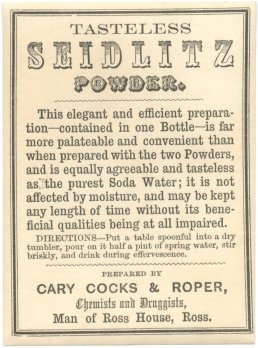 TASTELESS
SEIDLITZ
POWDER.
This elegant and efficient prepara-
tion—contained in one Bottle—is far
more palateable and convenient than
when prepared with the two Powders,
and is equally agreeable and tasteless
as the purest Soda Water; it is not
affected by moisture, and may be kept
any length of time without its bene-
ficial qualities being at all impaired.
DIRECTIONS—Put a table spoonful into a dry
tumbler, pour on it half a pint of spring water, stir
briskly, and drink during effervescence.
PREPARED BY
CARY COCKS & ROPER,
Chemists and Druggists,
Man of Ross House, Ross.